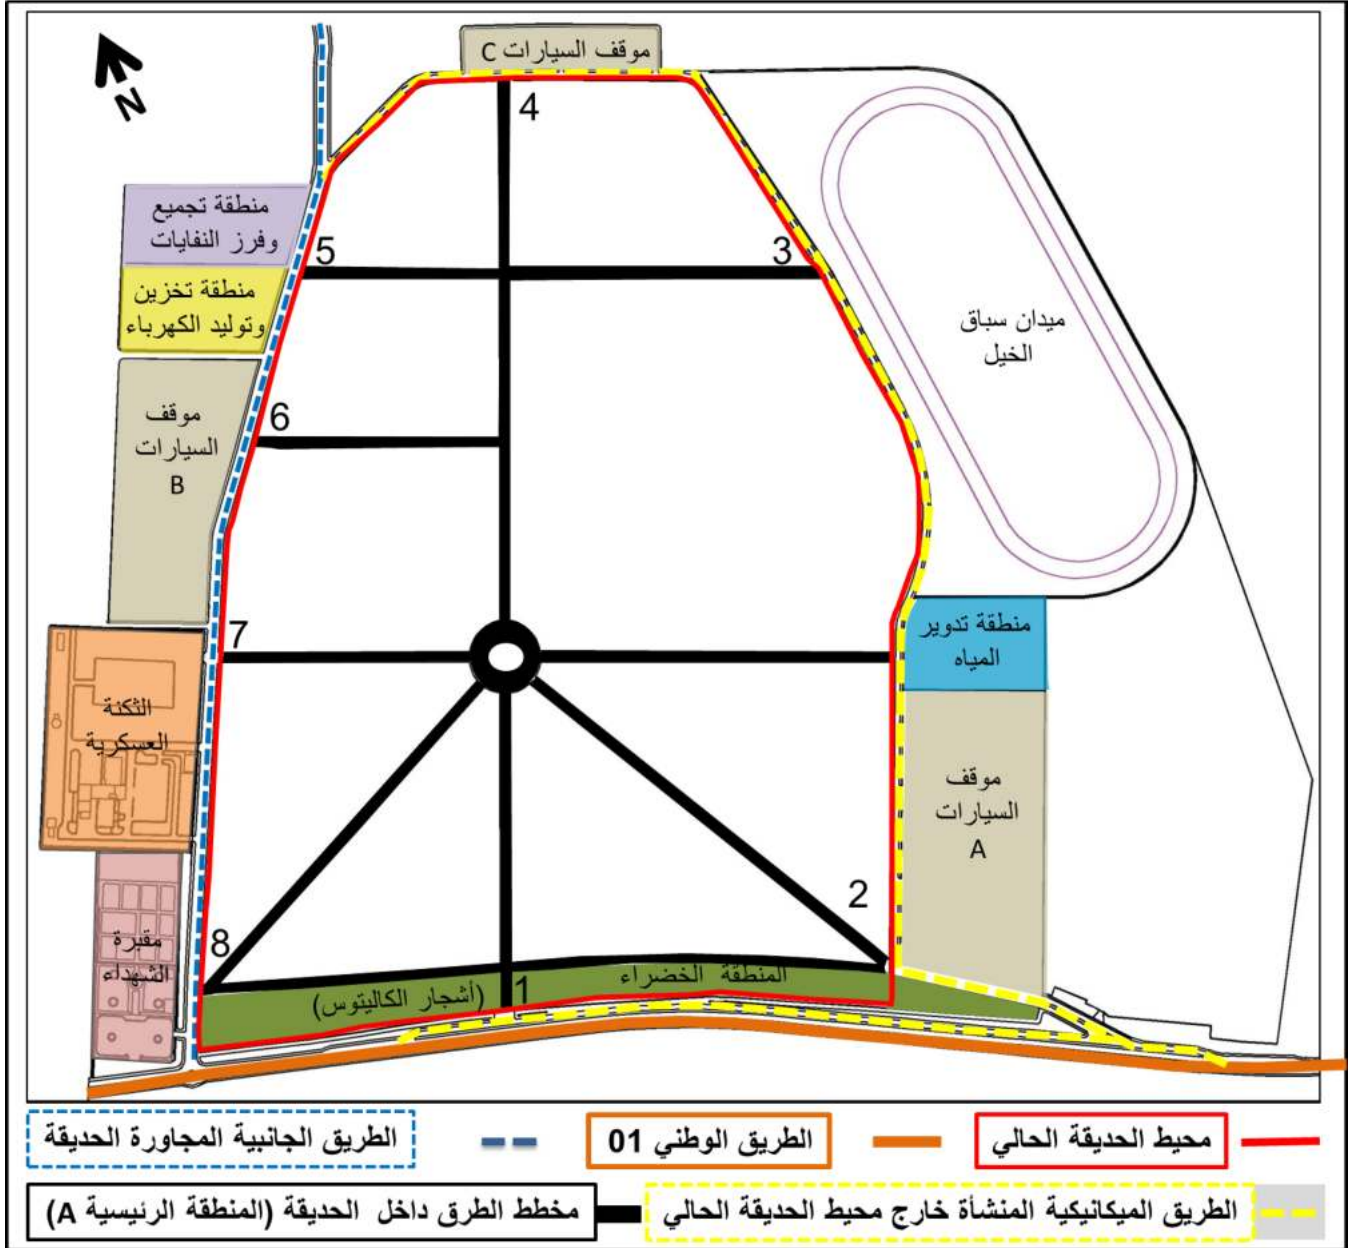 موقف السيارات C
N
4
منطقة تجميع
وفرز النفايات
5
3
منطقة تخزين
وتوليد الكهرباء
ميدان سباق
الخيل
موقف
السيارات
B
6
7
منطقة تدوير
المياه
الثكنة
العسكرية
موقف
السيارات
A
2
8
مقبرة
الشهداء
المنطقة الخضراء
(أشجار الكاليتوس)
1
محيط الحديقة الحالي
الطريق الوطني 01
الطريق الجانبية المجاورة الحديقة
الطريق الميكانيكية المنشأة خارج محيط الحديقة الحالي
مخطط الطرق داخل الحديقة (المنطقة الرئيسية A)